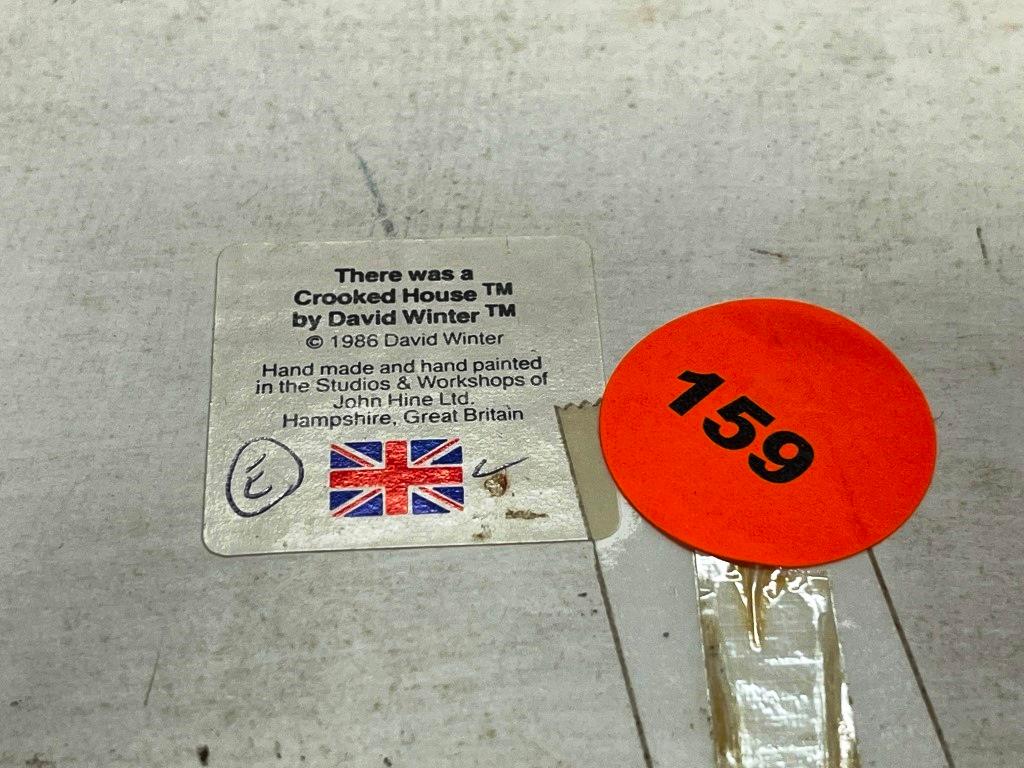 There was a
Crooked House ™
by David Winter ™
© 1986 David Winter
Hand made and hand painted
in the Studios & Workshops of
John Hine Ltd.
Hampshire, Great Britain
E
159